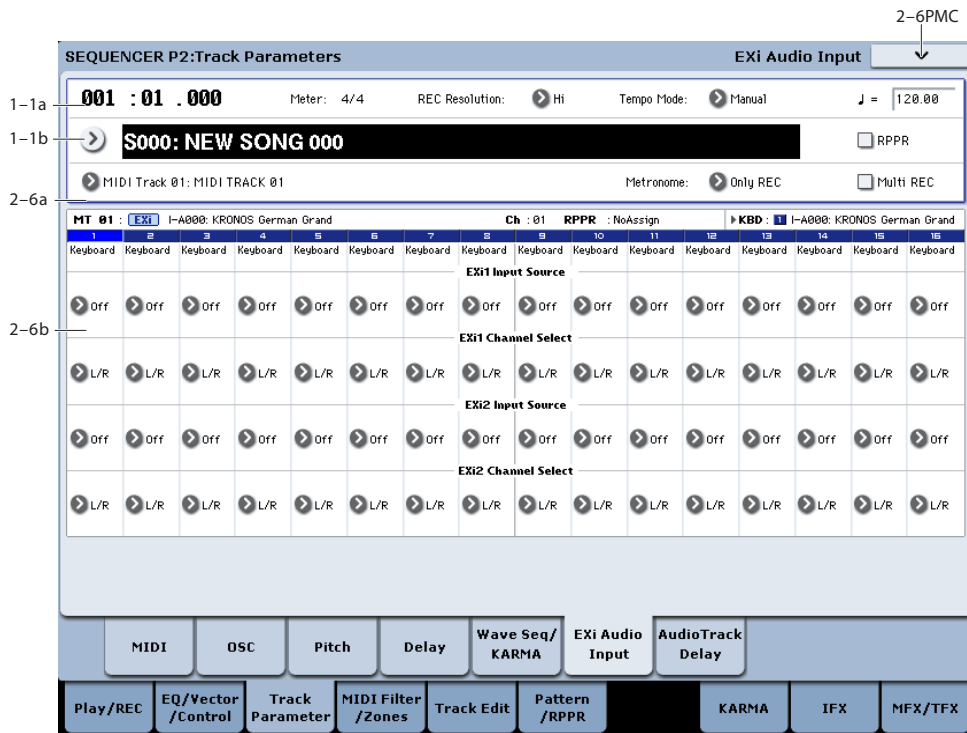 2–6PMC
SEQUENCER P2:Track Parameters EXi Audio Input
1–1a
001 :01 .000 Meter: 4/4 REC Resolution: Hi Tempo Mode: Manual ♩ = 120.00
1–1b
S000: NEW SONG 000 RPPR
MIDI Track 01: MIDI TRACK 01 Metronome: Only REC Multi REC
2–6a
MT 01 : EXi I-A000: KRONOS German Grand Ch : 01 RPPR : NoAssign KBD : 1 I-A000: KRONOS German Grand
1 2 3 4 5 6 7 8 9 10 11 12 13 14 15 16
Keyboard Keyboard Keyboard Keyboard Keyboard Keyboard Keyboard Keyboard Keyboard Keyboard Keyboard Keyboard Keyboard Keyboard Keyboard Keyboard
EXi1 Input Source
Off Off Off Off Off Off Off Off Off Off Off Off Off Off Off Off
2–6b
EXi1 Channel Select
L/R L/R L/R L/R L/R L/R L/R L/R L/R L/R L/R L/R L/R L/R L/R L/R
EXi2 Input Source
Off Off Off Off Off Off Off Off Off Off Off Off Off Off Off Off
EXi2 Channel Select
L/R L/R L/R L/R L/R L/R L/R L/R L/R L/R L/R L/R L/R L/R L/R L/R
MIDI OSC Pitch Delay Wave Seq/ KARMA EXi Audio Input AudioTrack Delay
Play/REC EQ/Vector /Control Track Parameter MIDI Filter /Zones Track Edit Pattern /RPPR KARMA IFX MFX/TFX